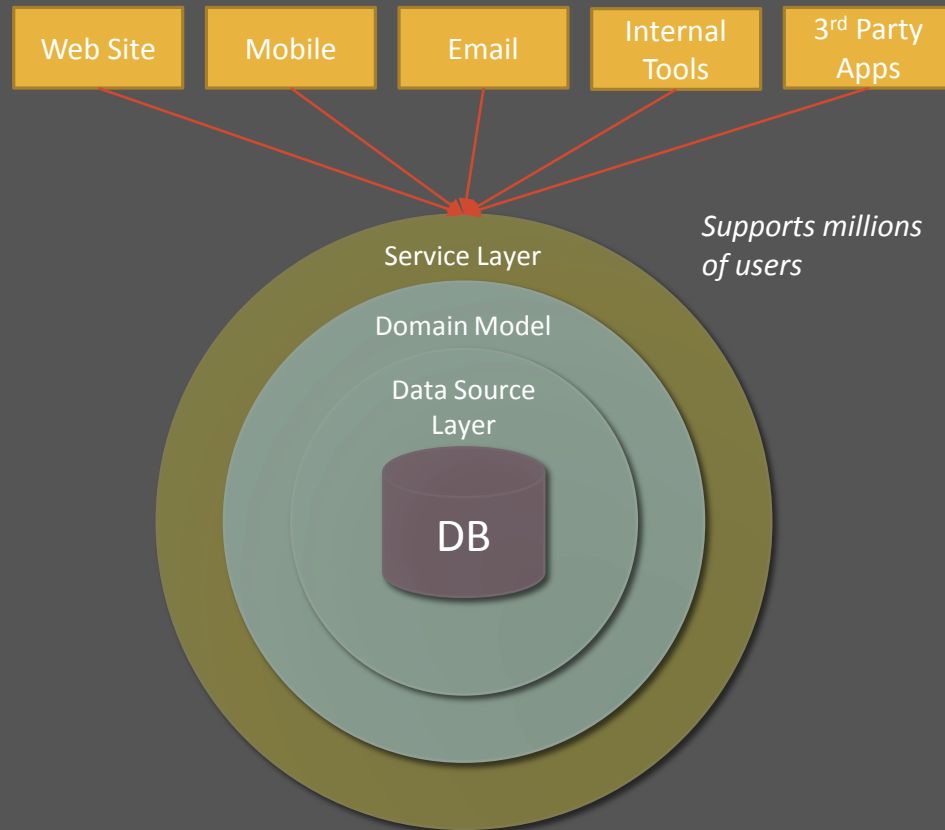 Web Site
Mobile
Email
Internal
Tools
3rd Party
Apps
Supports millions
of users
Service Layer
Domain Model
Data Source
Layer
DB